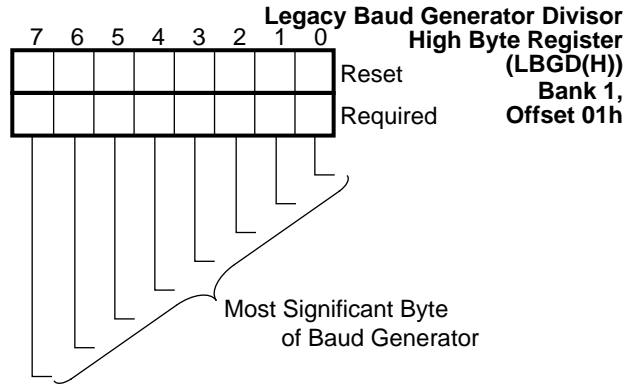 Legacy Baud Generator Divisor
High Byte Register
(LBGD(H))
Bank 1,
Offset 01h
7 6 5 4 3 2 1 0
Reset
Required
Most Significant Byte
of Baud Generator